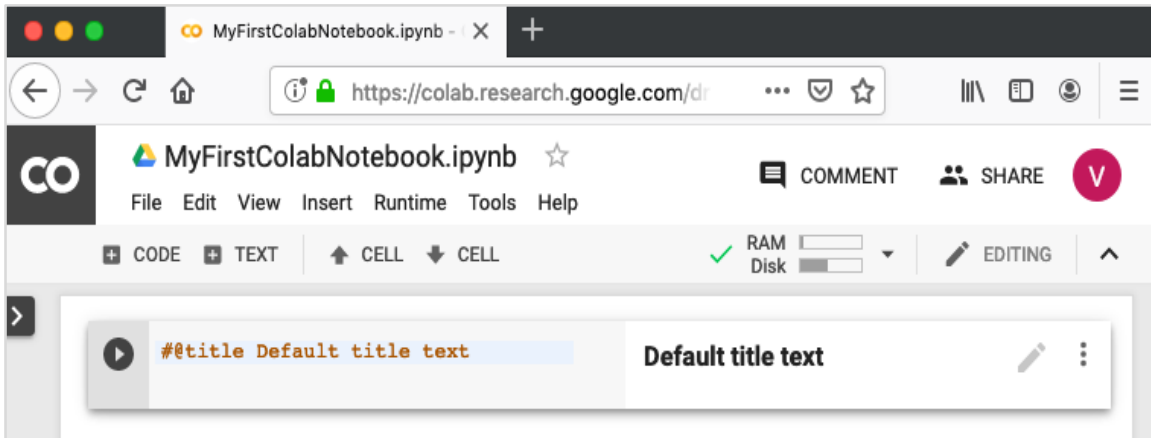 CO MyFirstColabNotebook.ipynb -
https://colab.research.google.com/dr
CO
MyFirstColabNotebook.ipynb
COMMENT
SHARE
V
File Edit View Insert Runtime Tools Help
CODE TEXT CELL CELL
RAM
Disk
EDITING
#@title Default title text
Default title text